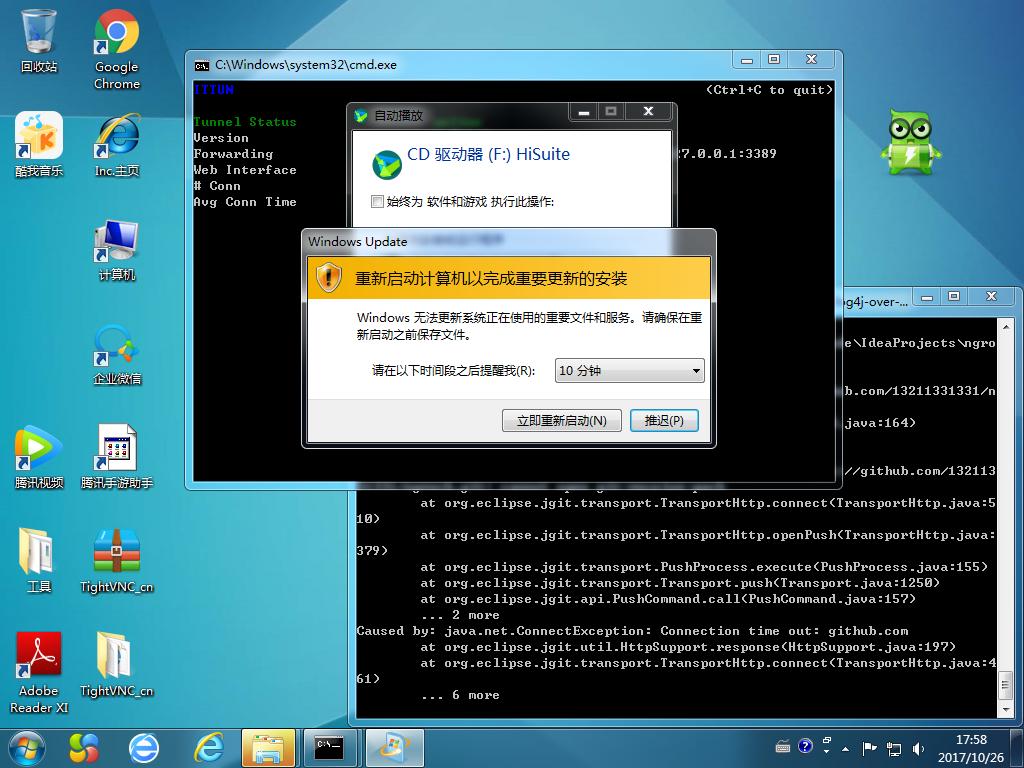 回收站
Google
Chrome
酷我音乐
Inc.主页
计算机
企业微信
腾讯视频
腾讯手游助手
工具
TightVNC_cn
Adobe
Reader XI
TightVNC_cn
C:\Windows\system32\cmd.exe
(Ctrl+C to quit)
Tunnel Status
Version
Forwarding
27.0.0.1:3389
Web Interface
# Conn
Avg Conn Time
自动播放
CD 驱动器 (F:) HiSuite
始终为 软件和游戏 执行此操作:
Windows Update
重新启动计算机以完成重要更新的安装
Windows 无法更新系统正在使用的重要文件和服务。请确保在重
新启动之前保存文件。
请在以下时间段之后提醒我(R):
10 分钟
立即重新启动(N)
推迟(P)
og4j-over-...
e\IdeaProjects\ngro
b.com/13211331331/n
java:164)
//github.com/132113
at org.eclipse.jgit.transport.TransportHttp.connect(TransportHttp.java:5
10)
at org.eclipse.jgit.transport.TransportHttp.openPush(TransportHttp.java:
379)
at org.eclipse.jgit.transport.PushProcess.execute(PushProcess.java:155)
at org.eclipse.jgit.transport.Transport.push(Transport.java:1250)
at org.eclipse.jgit.api.PushCommand.call(PushCommand.java:157)
... 2 more
Caused by: java.net.ConnectException: Connection time out: github.com
at org.eclipse.jgit.util.HttpSupport.response(HttpSupport.java:197)
at org.eclipse.jgit.transport.TransportHttp.connect(TransportHttp.java:4
61)
... 6 more
17:58
2017/10/26